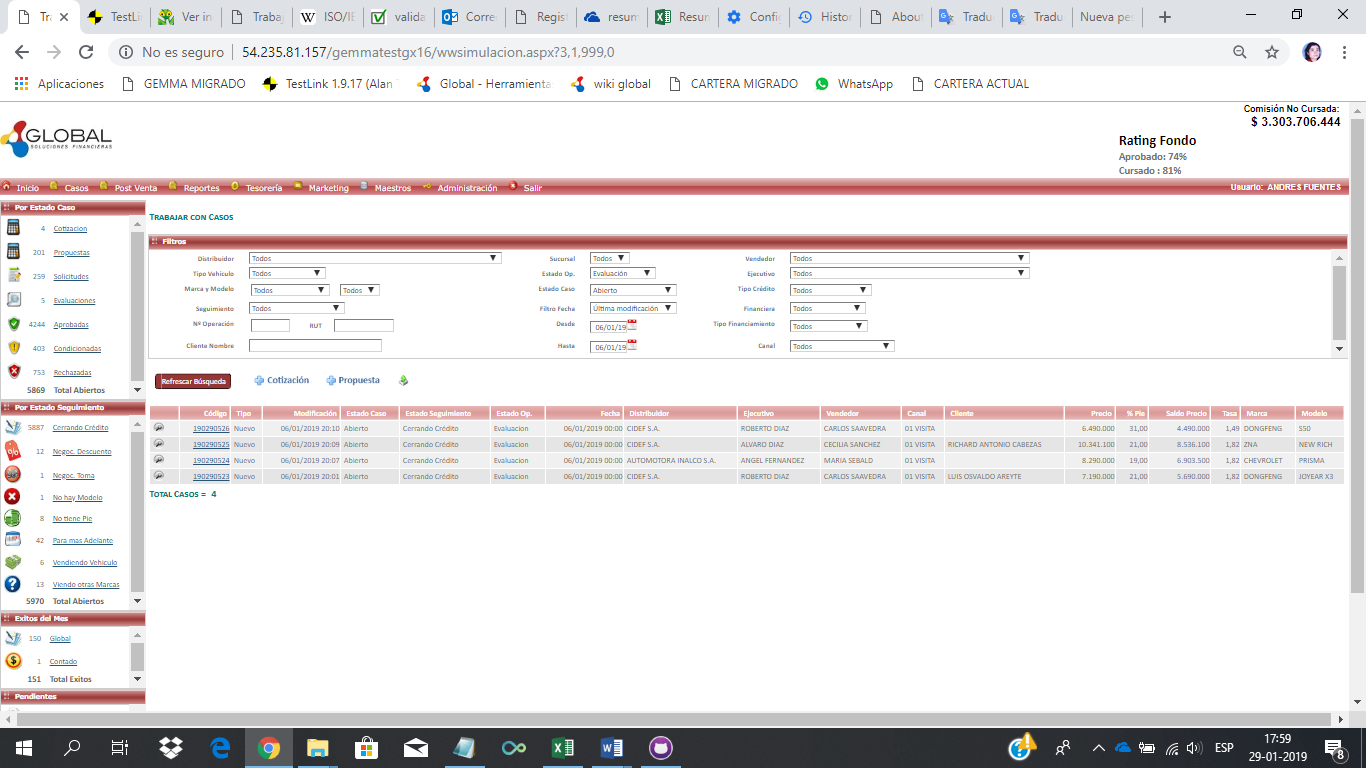 Tra
TestLink
Ver in
Trabaj
ISO/IE
valida
Corre
Regist
resum
Resun
Confi
Histor
About
Tradu
Tradu
Nueva pe
No es seguro | 54.235.81.157/gemmatestgx16/wwsimulacion.aspx?3,1,999,0
Aplicaciones GEMMA MIGRADO TestLink 1.9.17 (Alan Global - Herramienta wiki global CARTERA MIGRADO WhatsApp CARTERA ACTUAL
Comisión No Cursada:
$ 3.303.706.444
GLOBAL
SOLUCIONES FINANCIERAS
Rating Fondo
Aprobado: 74%
Cursado : 81%
Inicio Casos Post Venta Reportes Tesorería Marketing Maestros Administración Salir Usuario: ANDRES FUENTES
Por Estado Caso
4 Cotizacion
201 Propuestas
259 Solicitudes
5 Evaluaciones
4244 Aprobadas
403 Condicionadas
753 Rechazadas
5869 Total Abiertos
Por Estado Seguimiento
5887 Cerrando Crédito
12 Negoc. Descuento
1 Negoc. Toma
1 No hay Modelo
8 No tiene Pie
42 Para mas Adelante
6 Vendiendo Vehículo
13 Viendo otras Marcas
5970 Total Abiertos
Exitos del Mes
150 Global
1 Contado
151 Total Exitos
Pendientes
TRABAJAR CON CASOS
Filtros
Distribuidor Todos Sucursal Todos Vendedor Todos
Tipo Vehículo Todos Estado Op. Evaluación Ejecutivo Todos
Marca y Modelo Todos Todos Estado Caso Abierto Tipo Crédito Todos
Seguimiento Todos Filtro Fecha Última modificación Financiera Todos
Nº Operación RUT Desde 06/01/19 Tipo Financiamiento Todos
Cliente Nombre Hasta 06/01/19 Canal Todos
Refrescar Búsqueda Cotización Propuesta
Código Tipo Modificación Estado Caso Estado Seguimiento Estado Op. Fecha Distribuidor Ejecutivo Vendedor Canal Cliente Precio % Pie Saldo Precio Tasa Marca Modelo
190290526 Nuevo 06/01/2019 20:10 Abierto Cerrando Crédito Evaluacion 06/01/2019 00:00 CIDEF S.A. ROBERTO DIAZ CARLOS SAAVEDRA 01 VISITA 6.490.000 31,00 4.490.000 1,49 DONGFENG S50
190290525 Nuevo 06/01/2019 20:09 Abierto Cerrando Crédito Evaluacion 06/01/2019 00:00 CIDEF S.A. ALVARO DIAZ CECILIA SANCHEZ 01 VISITA RICHARD ANTONIO CABEZAS 10.341.100 21,00 8.536.100 1,82 ZNA NEW RICH
190290524 Nuevo 06/01/2019 20:07 Abierto Cerrando Crédito Evaluacion 06/01/2019 00:00 AUTOMOTORA INALCO S.A. ANGEL FERNANDEZ MARIA SEBALD 01 VISITA 8.290.000 19,00 6.903.500 1,82 CHEVROLET PRISMA
190290523 Nuevo 06/01/2019 20:01 Abierto Cerrando Crédito Evaluacion 06/01/2019 00:00 CIDEF S.A. ROBERTO DIAZ CARLOS SAAVEDRA 01 VISITA LUIS OSVALDO AREYTE 7.190.000 21,00 5.690.000 1,82 DONGFENG JOYEAR X3
TOTAL CASOS = 4
ESP
17:59
29-01-2019
8